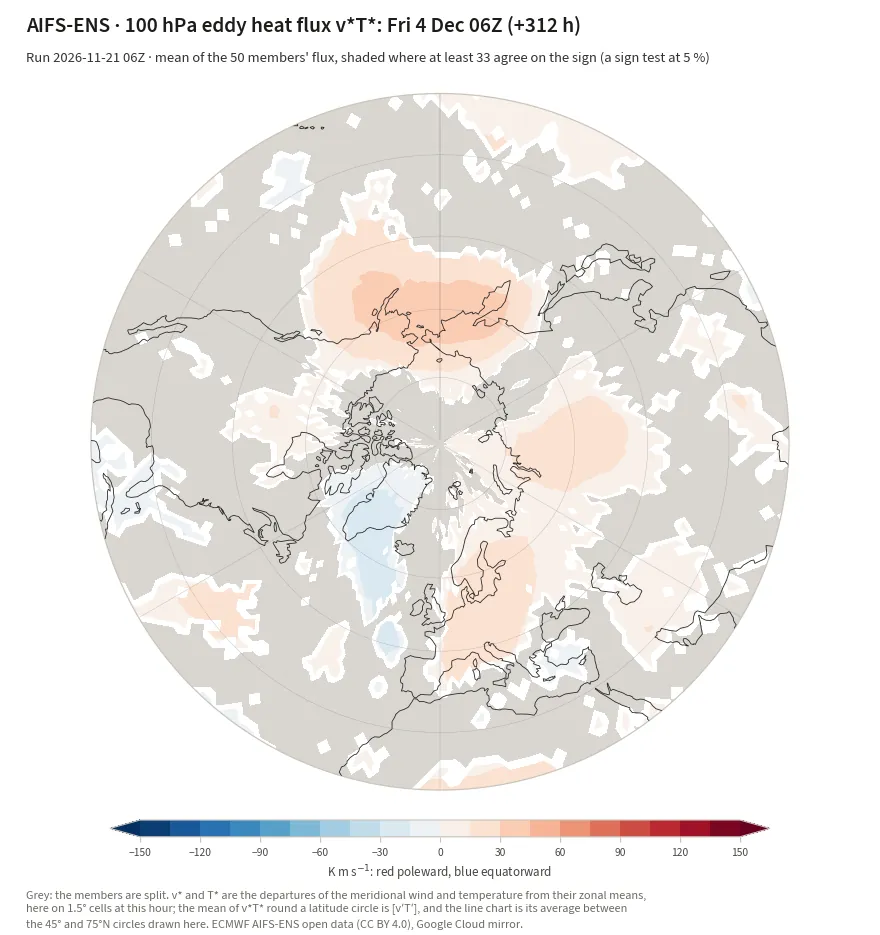 AIFS-ENS · 100 hPa eddy heat flux v*T*: Fri 4 Dec 06Z (+312 h)
Run 2026-11-21 06Z · mean of the 50 members' flux, shaded where at least 33 agree on the sign (a sign test at 5 %)
−150 −120 −90 −60 −30 0 30 60 90 120 150
K m s⁻¹: red poleward, blue equatorward
Grey: the members are split. v* and T* are the departures of the meridional wind and temperature from their zonal means,
here on 1.5° cells at this hour; the mean of v*T* round a latitude circle is [v′T′], and the line chart is its average between
the 45° and 75°N circles drawn here. ECMWF AIFS-ENS open data (CC BY 4.0), Google Cloud mirror.